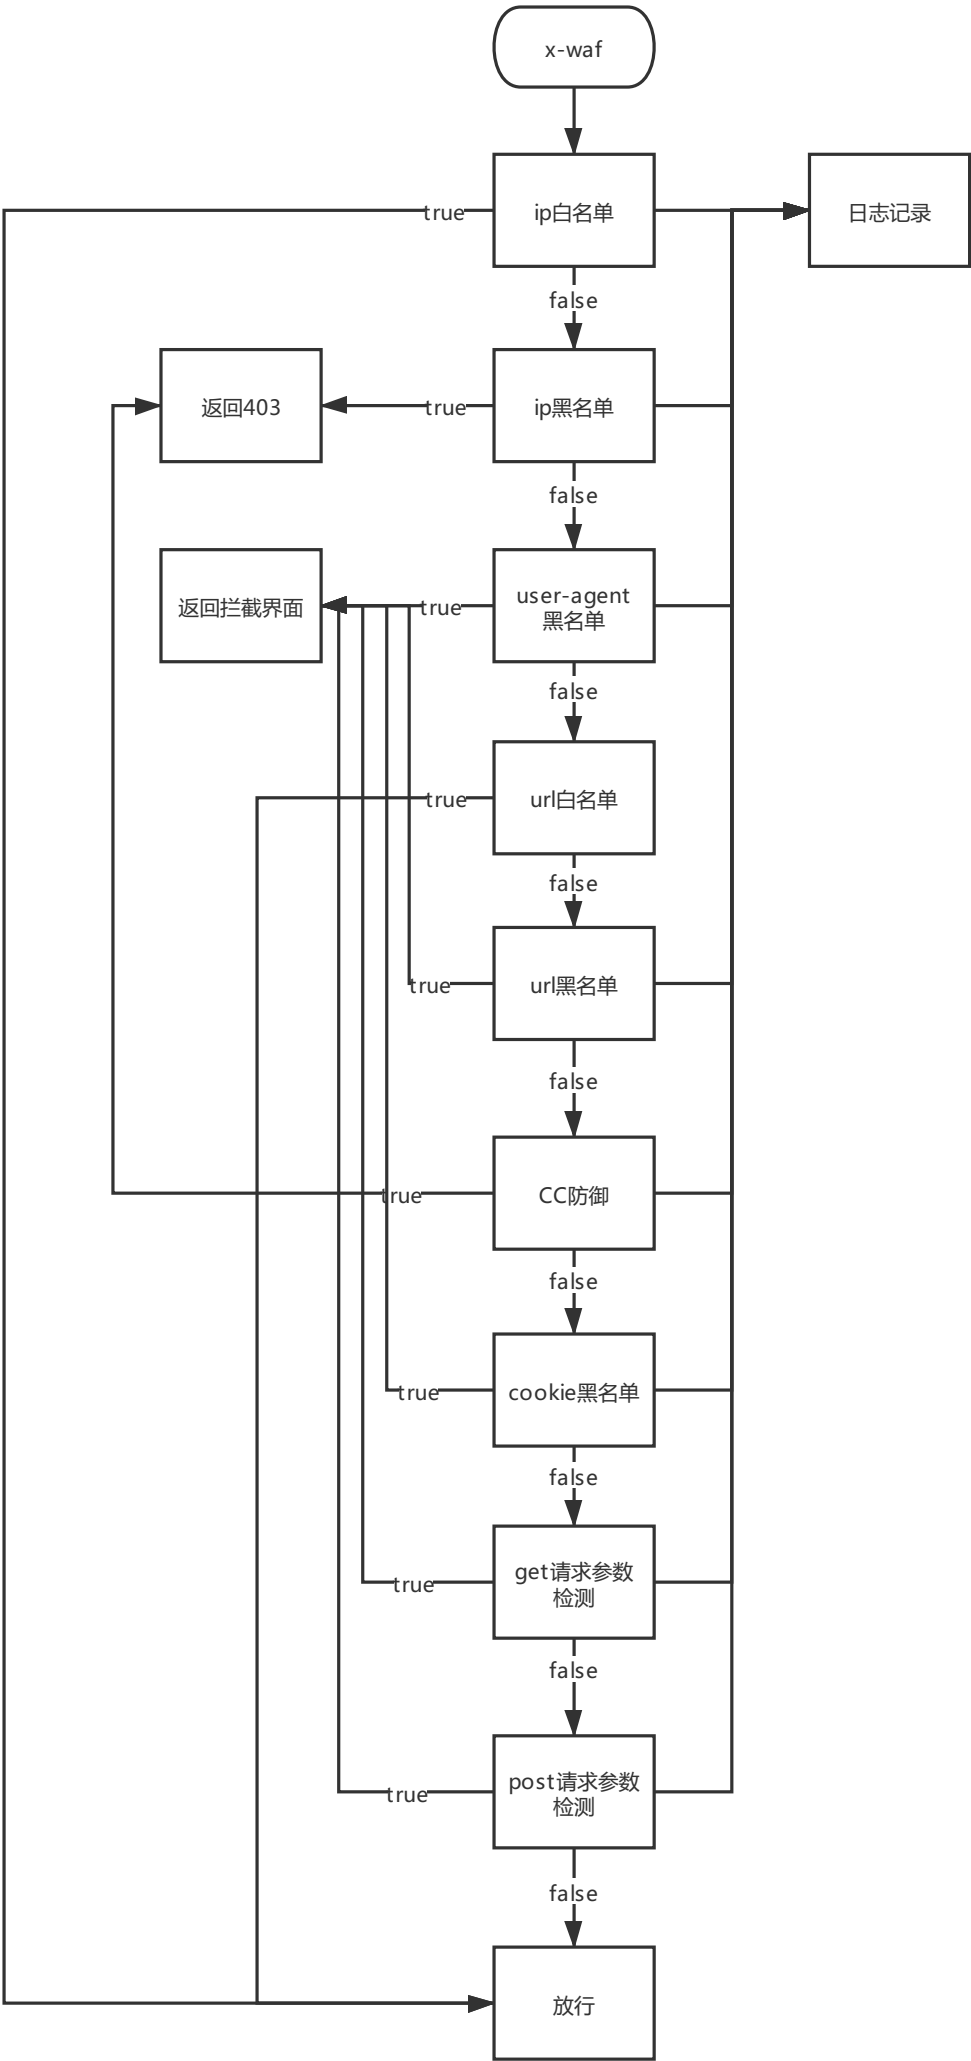 x-waf
true
ip白名单
日志记录
false
返回403
true
ip黑名单
false
返回拦截界面
true
user-agent
黑名单
false
true
url白名单
false
true
url黑名单
false
true
CC防御
false
true
cookie黑名单
false
true
get请求参数
检测
false
true
post请求参数
检测
false
放行